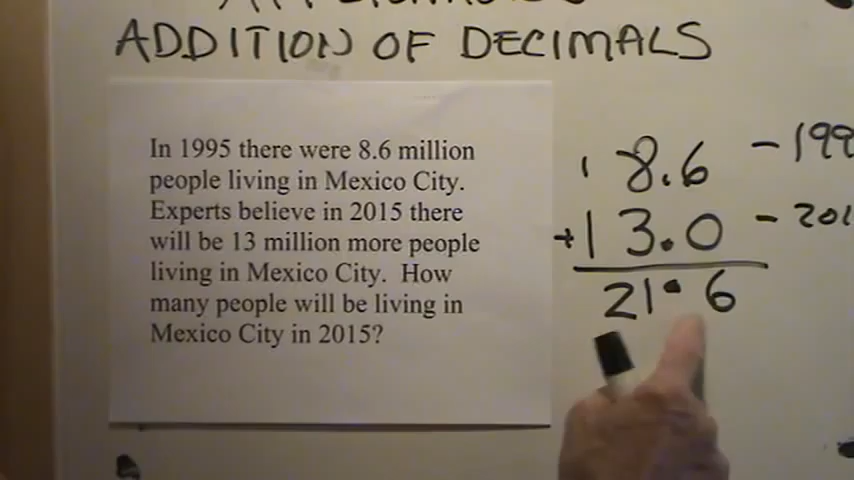 ADDITION OF DECIMALS
In 1995 there were 8.6 million
people living in Mexico City.
Experts believe in 2015 there
will be 13 million more people
living in Mexico City. How
many people will be living in
Mexico City in 2015?
1 8.6 - 199
+13.0 - 201
21.6